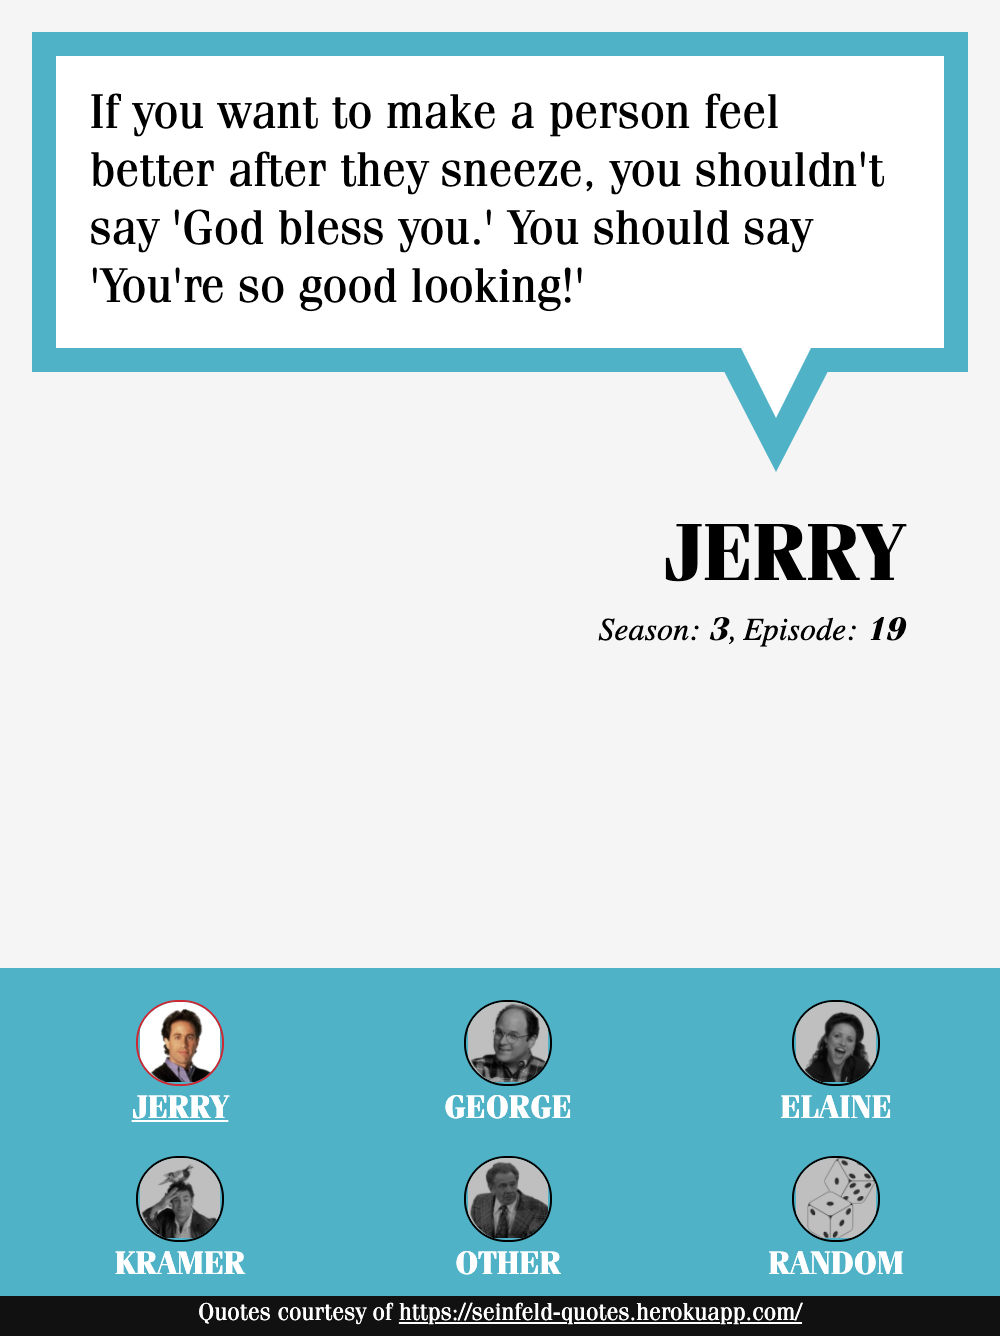 If you want to make a person feel
better after they sneeze, you shouldn't
say 'God bless you.' You should say
'You're so good looking!'
JERRY
Season: 3, Episode: 19
JERRY
GEORGE
ELAINE
KRAMER
OTHER
RANDOM
Quotes courtesy of https://seinfeld-quotes.herokuapp.com/